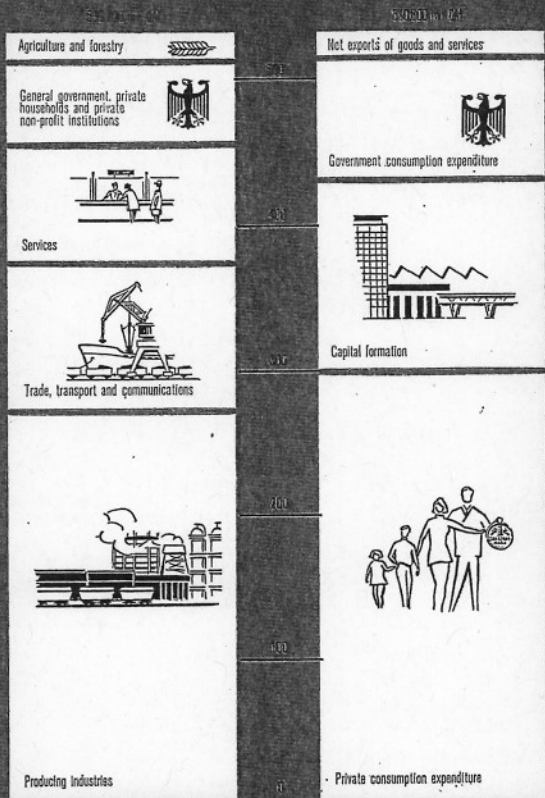 Agriculture and forestry
General government, private
households and private
non-profit institutions
Services
Trade, transport and communications
Producing industries
Net exports of goods and services
Government consumption expenditure
Capital formation
Private consumption expenditure
400
200
100
0